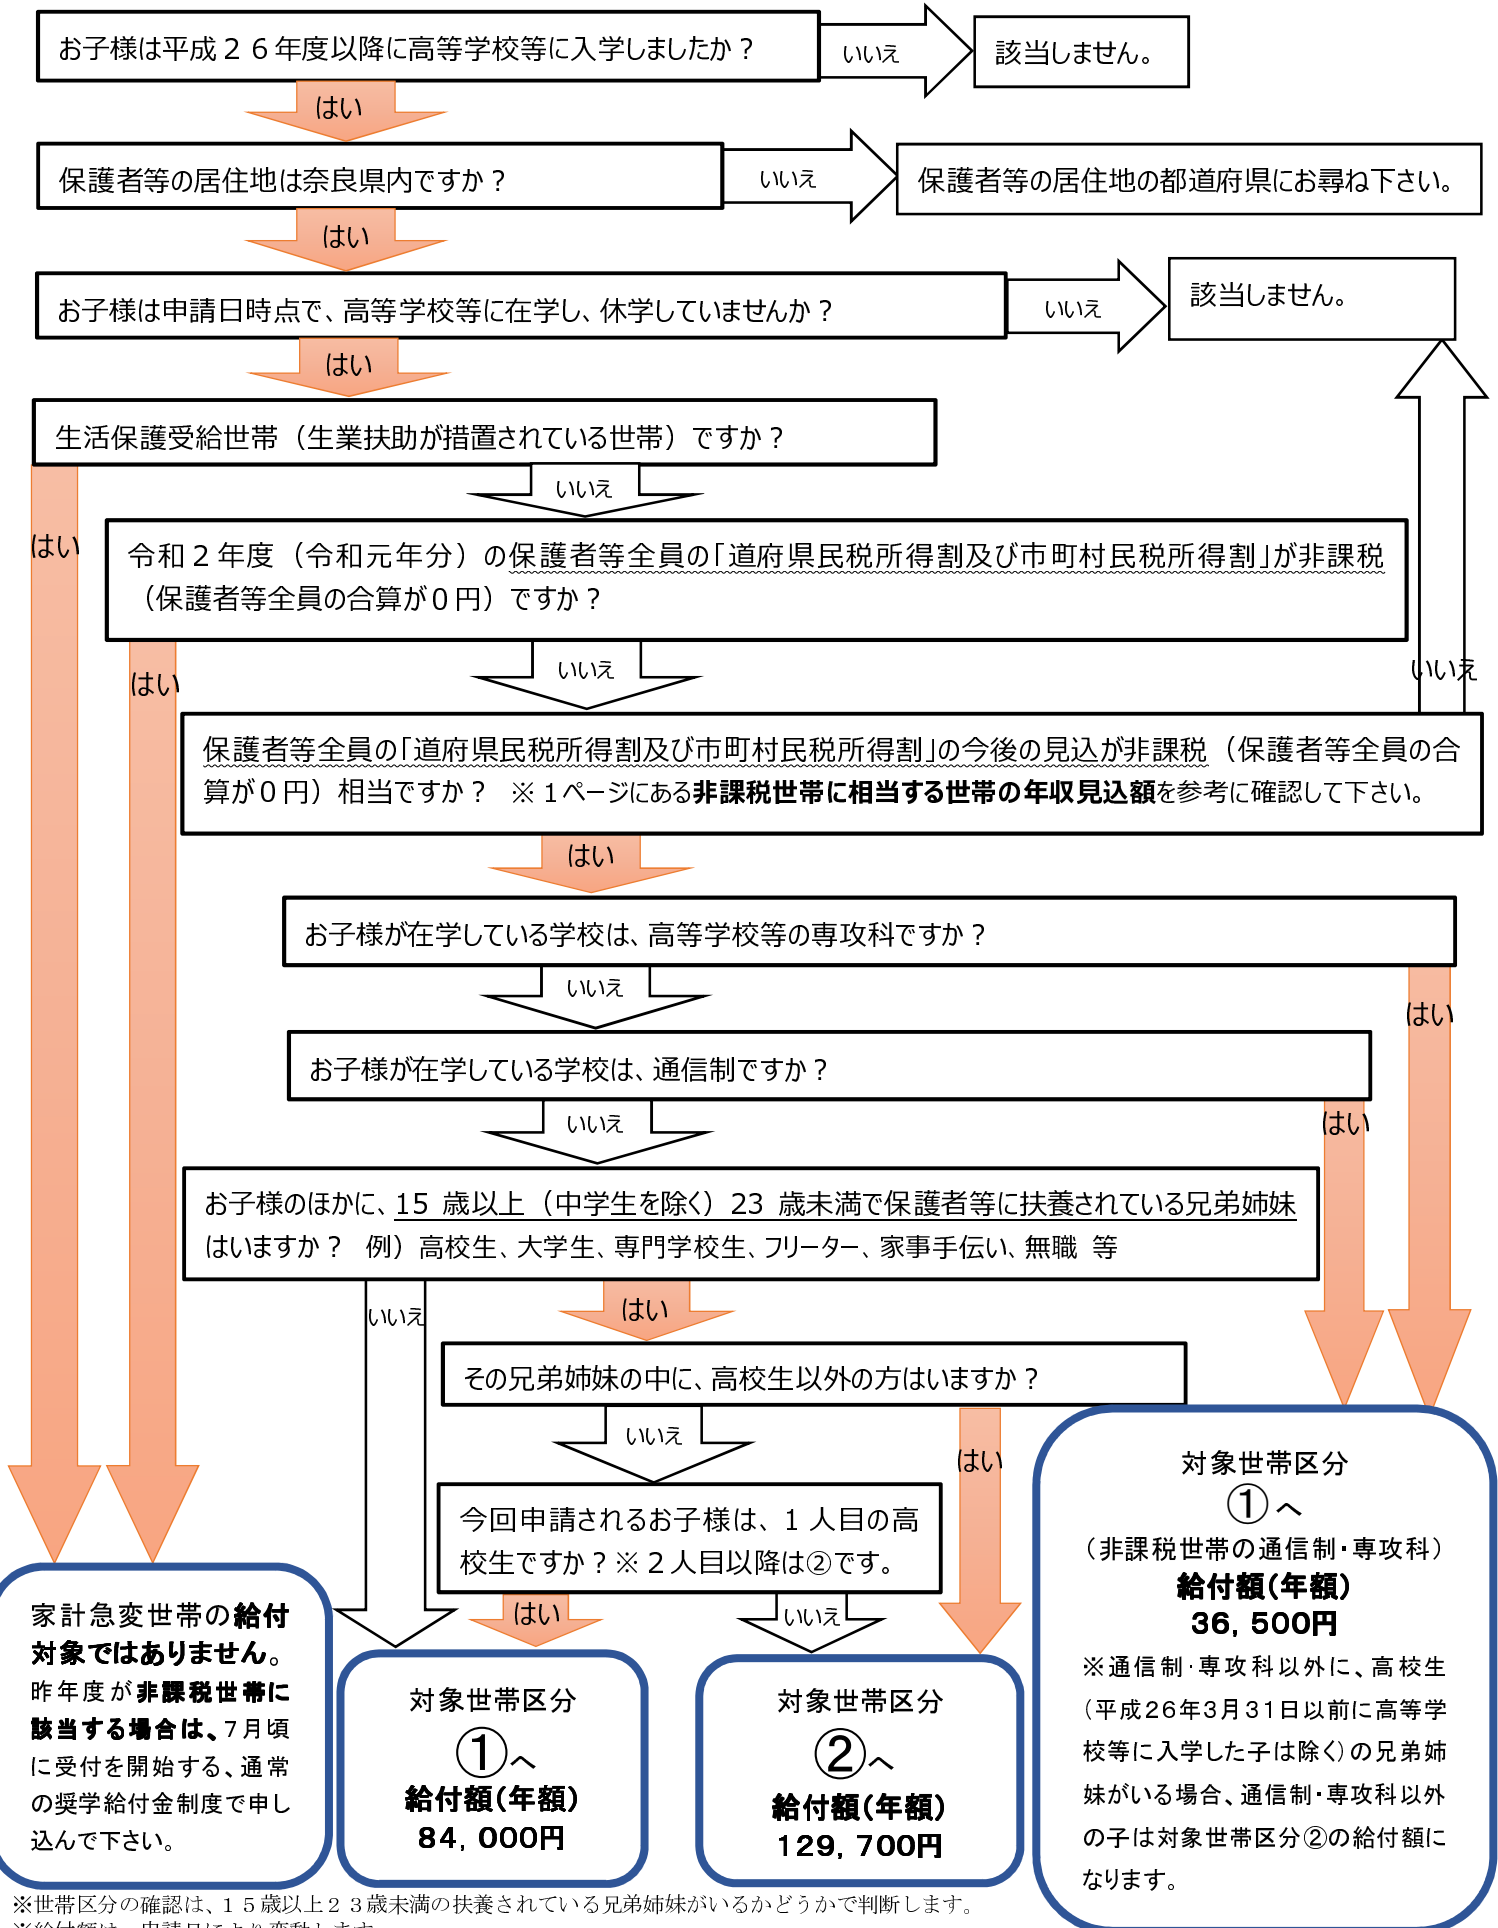 お子様は平成２６年度以降に高等学校等に入学しましたか？
いいえ
該当しません。
はい
保護者等の居住地は奈良県内ですか？
いいえ
保護者等の居住地の都道府県にお尋ね下さい。
はい
お子様は申請日時点で、高等学校等に在学し、休学していませんか？
いいえ
該当しません。
はい
生活保護受給世帯（生業扶助が措置されている世帯）ですか？
はい
いいえ
令和２年度（令和元年分）の保護者等全員の「道府県民税所得割及び市町村民税所得割」が非課税
（保護者等全員の合算が０円）ですか？
はい
いいえ
いいえ
保護者等全員の「道府県民税所得割及び市町村民税所得割」の今後の見込が非課税（保護者等全員の合
算が０円）相当ですか？　※１ページにある非課税世帯に相当する世帯の年収見込額を参考に確認して下さい。
はい
お子様が在学している学校は、高等学校等の専攻科ですか？
いいえ
はい
お子様が在学している学校は、通信制ですか？
いいえ
はい
お子様のほかに、15 歳以上（中学生を除く）23 歳未満で保護者等に扶養されている兄弟姉妹
はいますか？　例）高校生、大学生、専門学校生、フリーター、家事手伝い、無職 等
いいえ
はい
その兄弟姉妹の中に、高校生以外の方はいますか？
いいえ
はい
今回申請されるお子様は、１人目の高
校生ですか？※２人目以降は②です。
はい
いいえ
家計急変世帯の給付
対象ではありません。
昨年度が非課税世帯に
該当する場合は、7月頃
に受付を開始する、通常
の奨学給付金制度で申し
込んで下さい。
対象世帯区分
①へ
給付額（年額）
84，000円
対象世帯区分
②へ
給付額（年額）
129，700円
対象世帯区分
①へ
（非課税世帯の通信制・専攻科）
給付額（年額）
36，500円
※通信制・専攻科以外に、高校生
（平成26年3月31日以前に高等学
校等に入学した子は除く）の兄弟姉
妹がいる場合、通信制・専攻科以外
の子は対象世帯区分②の給付額に
なります。
※世帯区分の確認は、１５歳以上２３歳未満の扶養されている兄弟姉妹がいるかどうかで判断します。